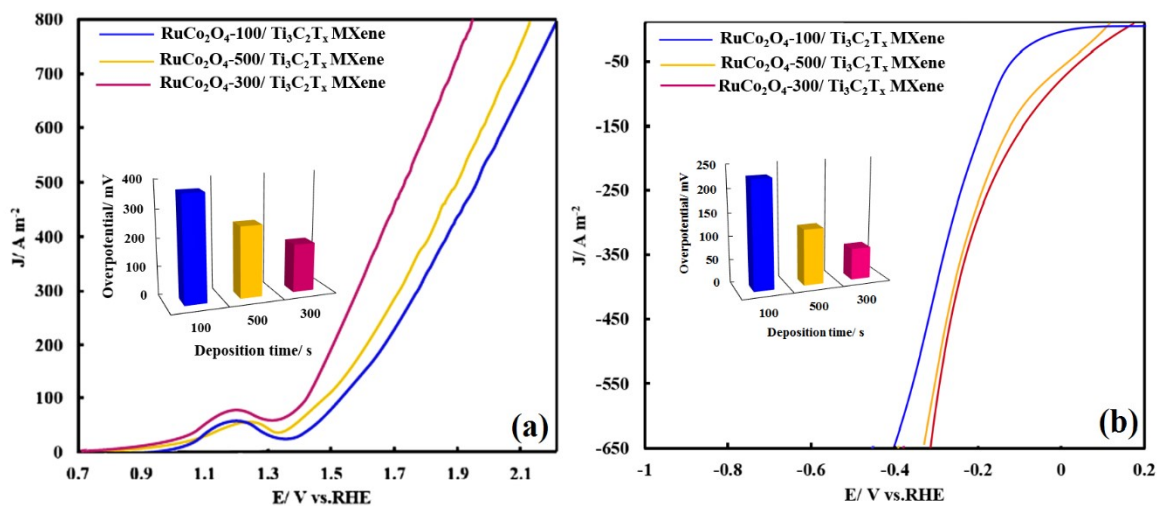 800
700
600
500
400
300
200
100
0
J/ A m⁻²
RuCo₂O₄-100/ Ti₃C₂Tₓ MXene
RuCo₂O₄-500/ Ti₃C₂Tₓ MXene
RuCo₂O₄-300/ Ti₃C₂Tₓ MXene
Overpotential/ mV
400
300
200
100
0
100 500 300
Deposition time/ s
(a)
0.7 0.9 1.1 1.3 1.5 1.7 1.9 2.1
E/ V vs.RHE
-50
-150
-250
-350
-450
-550
-650
J/ A m⁻²
RuCo₂O₄-100/ Ti₃C₂Tₓ MXene
RuCo₂O₄-500/ Ti₃C₂Tₓ MXene
RuCo₂O₄-300/ Ti₃C₂Tₓ MXene
Overpotential/ mV
250
200
150
100
50
0
100 500 300
Deposition time/ s
(b)
-1 -0.8 -0.6 -0.4 -0.2 0 0.2
E/ V vs.RHE